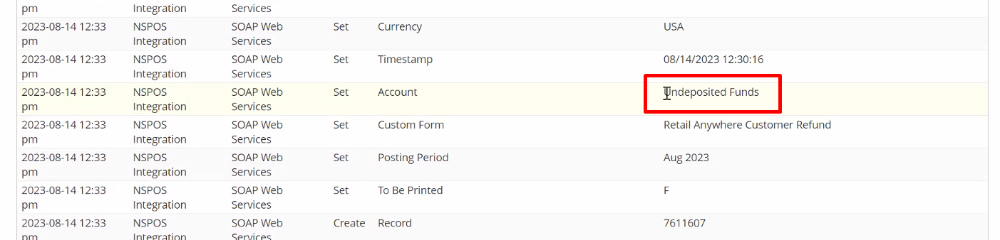 pm Integration Services
2023-08-14 12:33 NSPOS SOAP Web Set Currency USA
pm Integration Services
2023-08-14 12:33 NSPOS SOAP Web Set Timestamp 08/14/2023 12:30:16
pm Integration Services
2023-08-14 12:33 NSPOS SOAP Web Set Account Undeposited Funds
pm Integration Services
2023-08-14 12:33 NSPOS SOAP Web Set Custom Form Retail Anywhere Customer Refund
pm Integration Services
2023-08-14 12:33 NSPOS SOAP Web Set Posting Period Aug 2023
pm Integration Services
2023-08-14 12:33 NSPOS SOAP Web Set To Be Printed F
pm Integration Services
2023-08-14 12:33 NSPOS SOAP Web Create Record 7611607
pm Integration Services